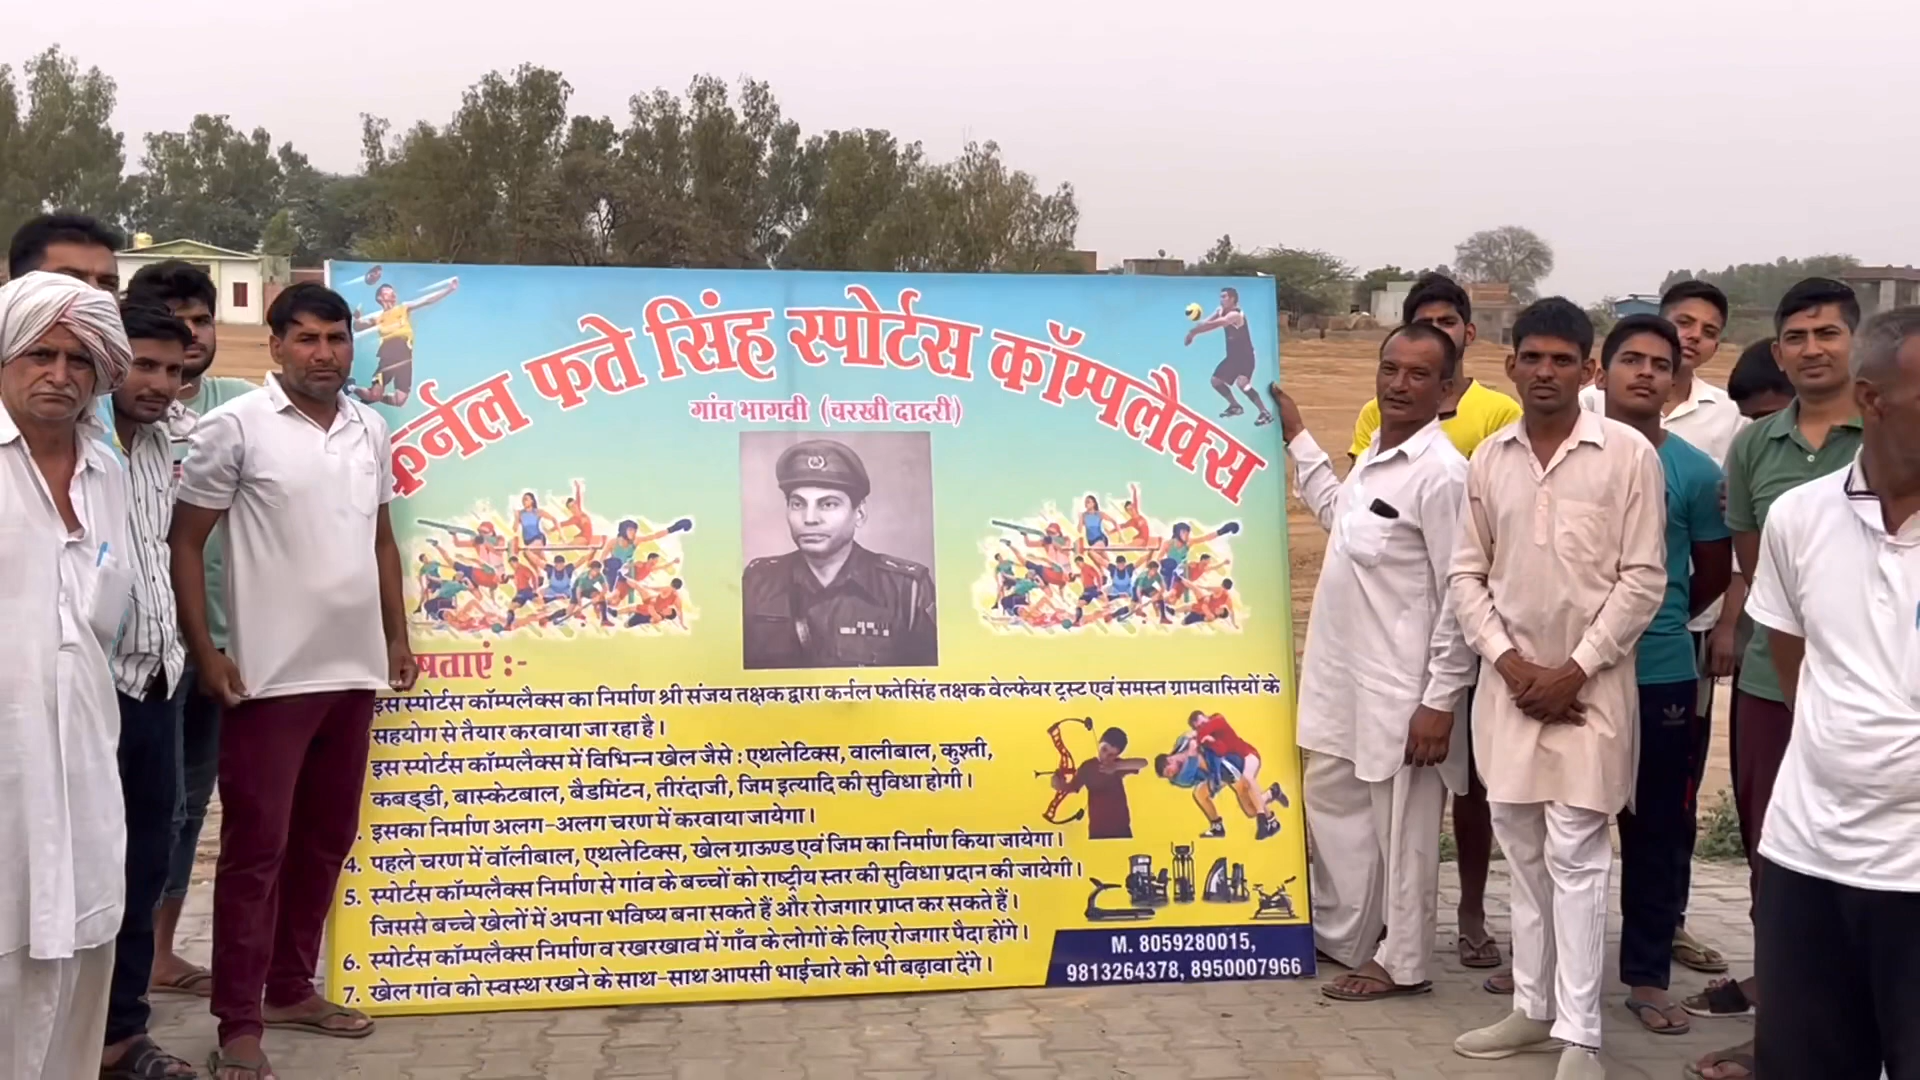 कर्नल फते सिंह स्पोर्टस कॉम्पलैक्स
गांव भागवी (चरखी दादरी)
षताएं :-
इस स्पोर्टस कॉम्पलैक्स का निर्माण श्री संजय तक्षक द्वारा कर्नल फतेसिंह तक्षक वेल्फेयर ट्रस्ट एवं समस्त ग्रामवासियों के
सहयोग से तैयार करवाया जा रहा है।
इस स्पोर्टस कॉम्पलैक्स में विभिन्न खेल जैसे : एथलेटिक्स, वालीबाल, कुश्ती,
कबड्डी, बास्केटबाल, बैडमिंटन, तीरंदाजी, जिम इत्यादि की सुविधा होगी।
इसका निर्माण अलग-अलग चरण में करवाया जायेगा।
4. पहले चरण में वॉलीबाल, एथलेटिक्स, खेल ग्राऊण्ड एवं जिम का निर्माण किया जायेगा।
5. स्पोर्टस कॉम्पलैक्स निर्माण से गांव के बच्चों को राष्ट्रीय स्तर की सुविधा प्रदान की जायेगी।
जिससे बच्चे खेलों में अपना भविष्य बना सकते हैं और रोजगार प्राप्त कर सकते हैं।
6. स्पोर्टस कॉम्पलैक्स निर्माण व रखरखाव में गाँव के लोगों के लिए रोजगार पैदा होंगे।
7. खेल गांव को स्वस्थ रखने के साथ-साथ आपसी भाईचारे को भी बढ़ावा देंगे।
M. 8059280015,
9813264378, 8950007966